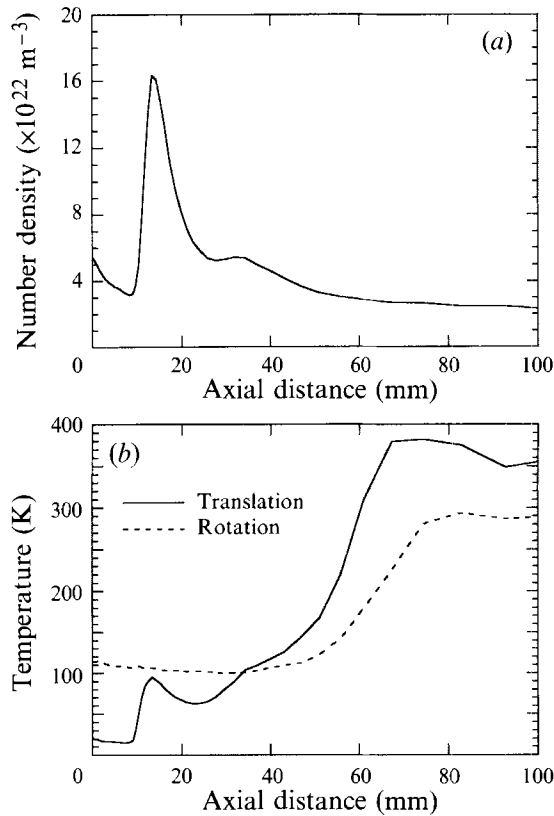 20
(a)
16
12
8
4
0
Number density (×10²² m⁻³)
20
40
60
80
100
Axial distance (mm)
400
(b)
300
Translation
Rotation
200
100
0
Temperature (K)
20
40
60
80
100
Axial distance (mm)